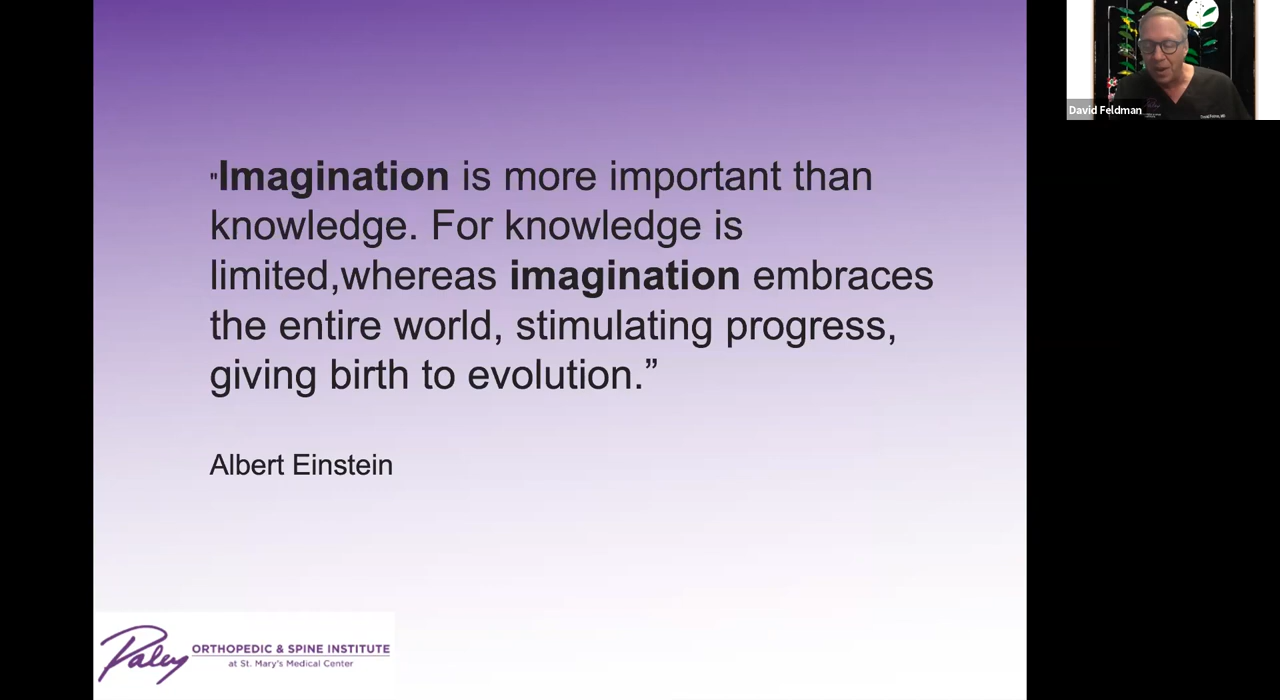 "Imagination is more important than
knowledge. For knowledge is
limited,whereas imagination embraces
the entire world, stimulating progress,
giving birth to evolution.”
Albert Einstein
Paley
ORTHOPEDIC & SPINE INSTITUTE
at St. Mary's Medical Center
David Feldman